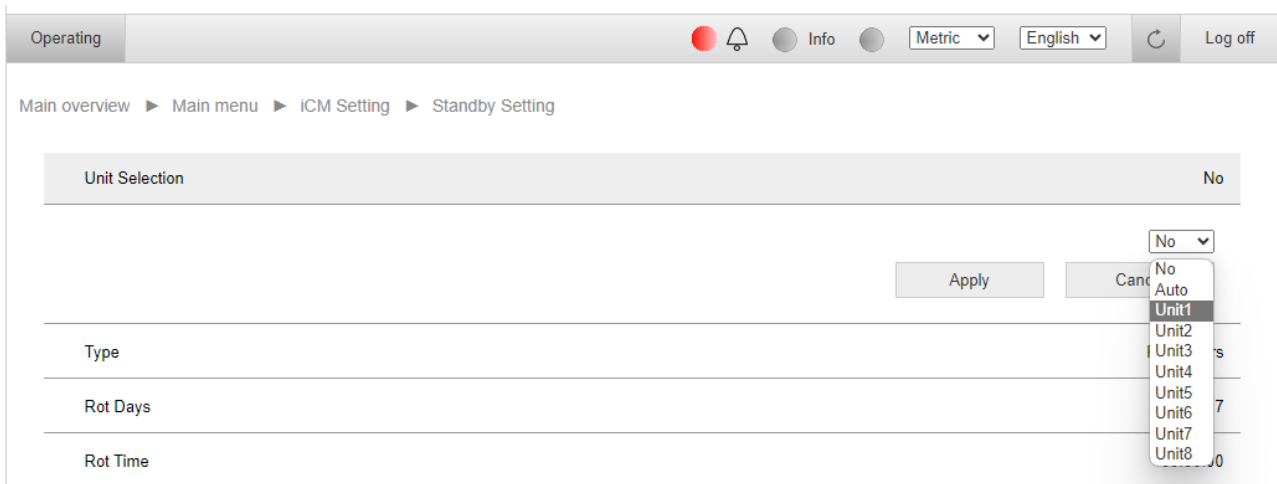 Operating Info Metric English Log off
Main overview ► Main menu ► iCM Setting ► Standby Setting
Unit Selection No
No
Apply
No
Auto
Unit1
Unit2
Type Unit3
Unit4
Rot Days Unit5 7
Unit6
Unit7
Rot Time Unit8